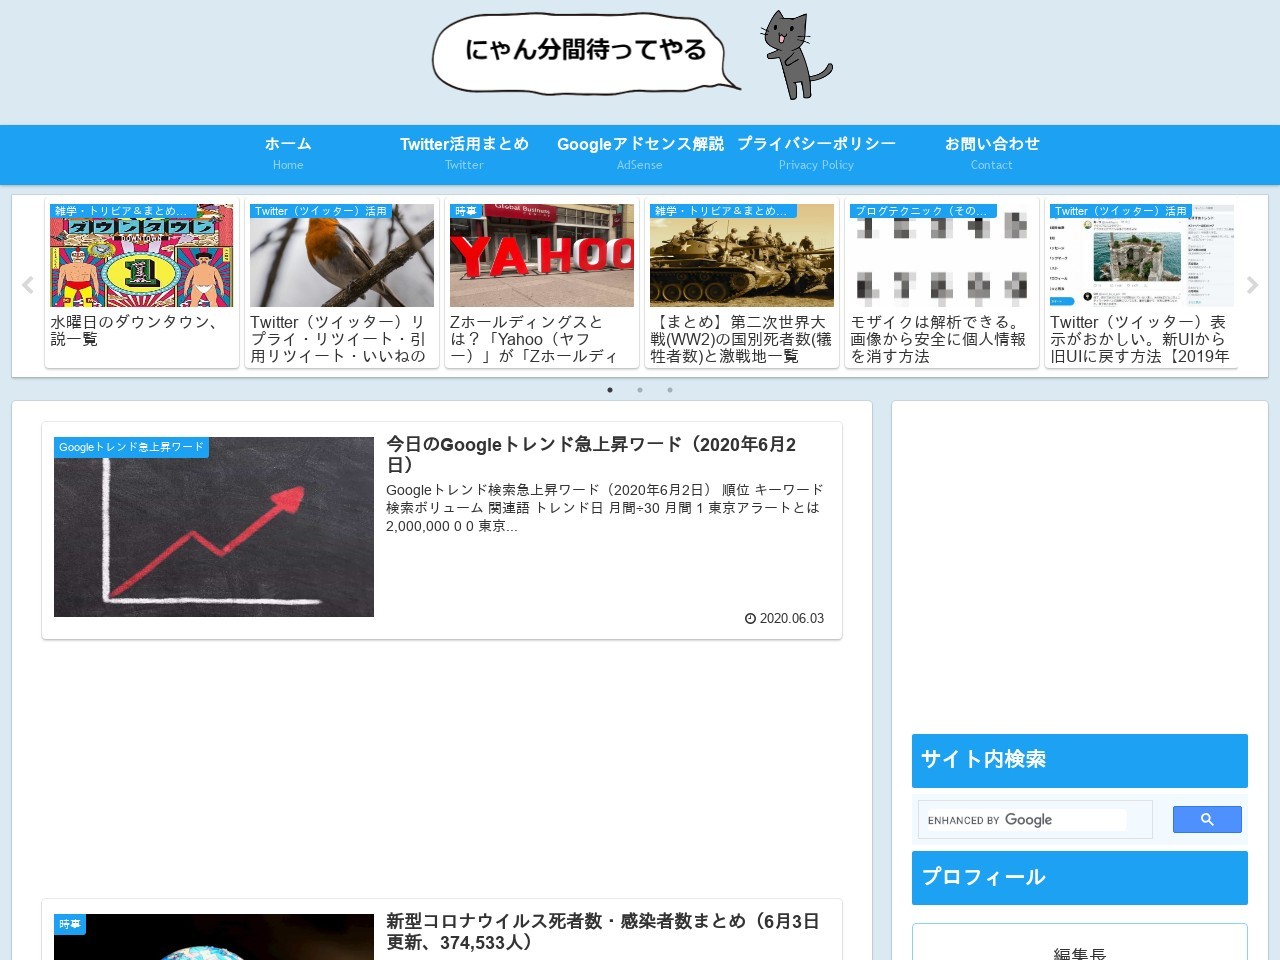 にゃん分間待ってやる
ホーム
Home
Twitter活用まとめ
Twitter
Googleアドセンス解説
AdSense
プライバシーポリシー
Privacy Policy
お問い合わせ
Contact
雑学・トリビア＆まとめ...
ダウンタウン
DOWNTOWN
1
水曜日のダウンタウン、
説一覧
Twitter（ツイッター）活用
Twitter（ツイッター）リ
プライ・リツイート・引
用リツイート・いいねの
時事
Global Business
YAHOO
Zホールディングスと
は？「Yahoo（ヤフ
ー）」が「Zホールディ
雑学・トリビア＆まとめ...
【まとめ】第二次世界大
戦(WW2)の国別死者数(犠
牲者数)と激戦地一覧
ブログテクニック（その...
モザイクは解析できる。
画像から安全に個人情報
を消す方法
Twitter（ツイッター）活用
Twitter（ツイッター）表
示がおかしい。新UIから
旧UIに戻す方法【2019年
Googleトレンド急上昇ワード
今日のGoogleトレンド急上昇ワード（2020年6月2
日）
Googleトレンド検索急上昇ワード（2020年6月2日） 順位 キーワード
検索ボリューム 関連語 トレンド日 月間÷30 月間 1 東京アラートとは
2,000,000 0 0 東京...
2020.06.03
サイト内検索
ENHANCED BY Google
プロフィール
編集長
時事
新型コロナウイルス死者数・感染者数まとめ（6月3日
更新、374,533人）